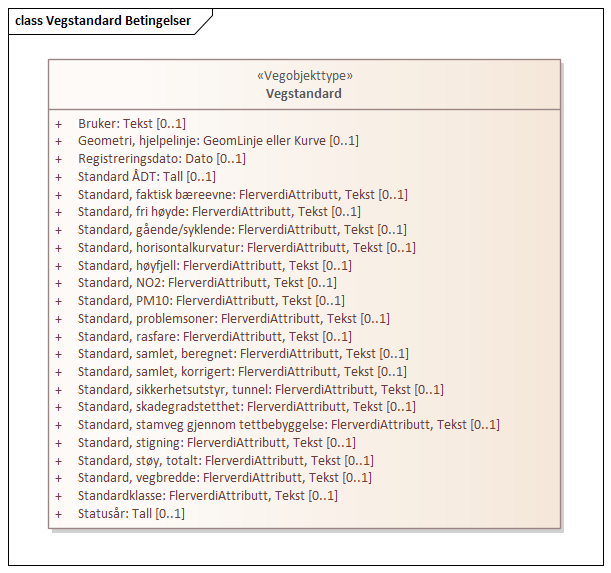 class Vegstandard Betingelser
«Vegobjekttype»
Vegstandard
+ Bruker: Tekst [0..1]
+ Geometri, hjelpelinje: GeomLinje eller Kurve [0..1]
+ Registreringsdato: Dato [0..1]
+ Standard ÅDT: Tall [0..1]
+ Standard, faktisk bæreevne: FlerverdiAttributt, Tekst [0..1]
+ Standard, fri høyde: FlerverdiAttributt, Tekst [0..1]
+ Standard, gående/syklende: FlerverdiAttributt, Tekst [0..1]
+ Standard, horisontalkurvatur: FlerverdiAttributt, Tekst [0..1]
+ Standard, høyfjell: FlerverdiAttributt, Tekst [0..1]
+ Standard, NO2: FlerverdiAttributt, Tekst [0..1]
+ Standard, PM10: FlerverdiAttributt, Tekst [0..1]
+ Standard, problemsoner: FlerverdiAttributt, Tekst [0..1]
+ Standard, rasfare: FlerverdiAttributt, Tekst [0..1]
+ Standard, samlet, beregnet: FlerverdiAttributt, Tekst [0..1]
+ Standard, samlet, korrigert: FlerverdiAttributt, Tekst [0..1]
+ Standard, sikkerhetsutstyr, tunnel: FlerverdiAttributt, Tekst [0..1]
+ Standard, skadegradstetthet: FlerverdiAttributt, Tekst [0..1]
+ Standard, stamveg gjennom tettbebyggelse: FlerverdiAttributt, Tekst [0..1]
+ Standard, stigning: FlerverdiAttributt, Tekst [0..1]
+ Standard, støy, totalt: FlerverdiAttributt, Tekst [0..1]
+ Standard, vegbredde: FlerverdiAttributt, Tekst [0..1]
+ Standardklasse: FlerverdiAttributt, Tekst [0..1]
+ Statusår: Tall [0..1]